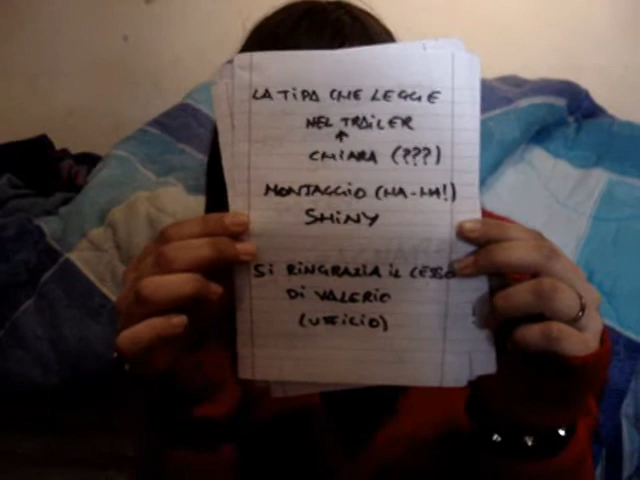 LA TIPA CHE LEGGE
NEL TRAILER
CHIARA (???)
MONTAGGIO (HA-HA!)
SHINY
SI RINGRAZIA IL CESSO
DI VALERIO
(UFFICIO)